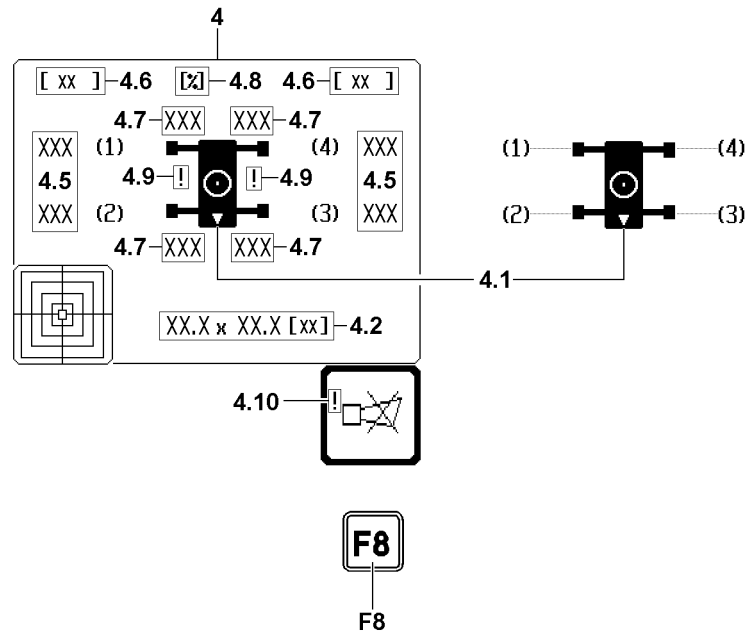 4
[ xx ] 4.6 [%] 4.8 4.6 [ xx ]
4.7 XXX XXX 4.7
XXX (1) (4) XXX (1) (4)
4.5 4.9 ! ! 4.9 4.5
XXX (2) (3) XXX (2) (3)
4.7 XXX XXX 4.7
4.1
XX.X x XX.X [xx] 4.2
4.10 !
F8
F8